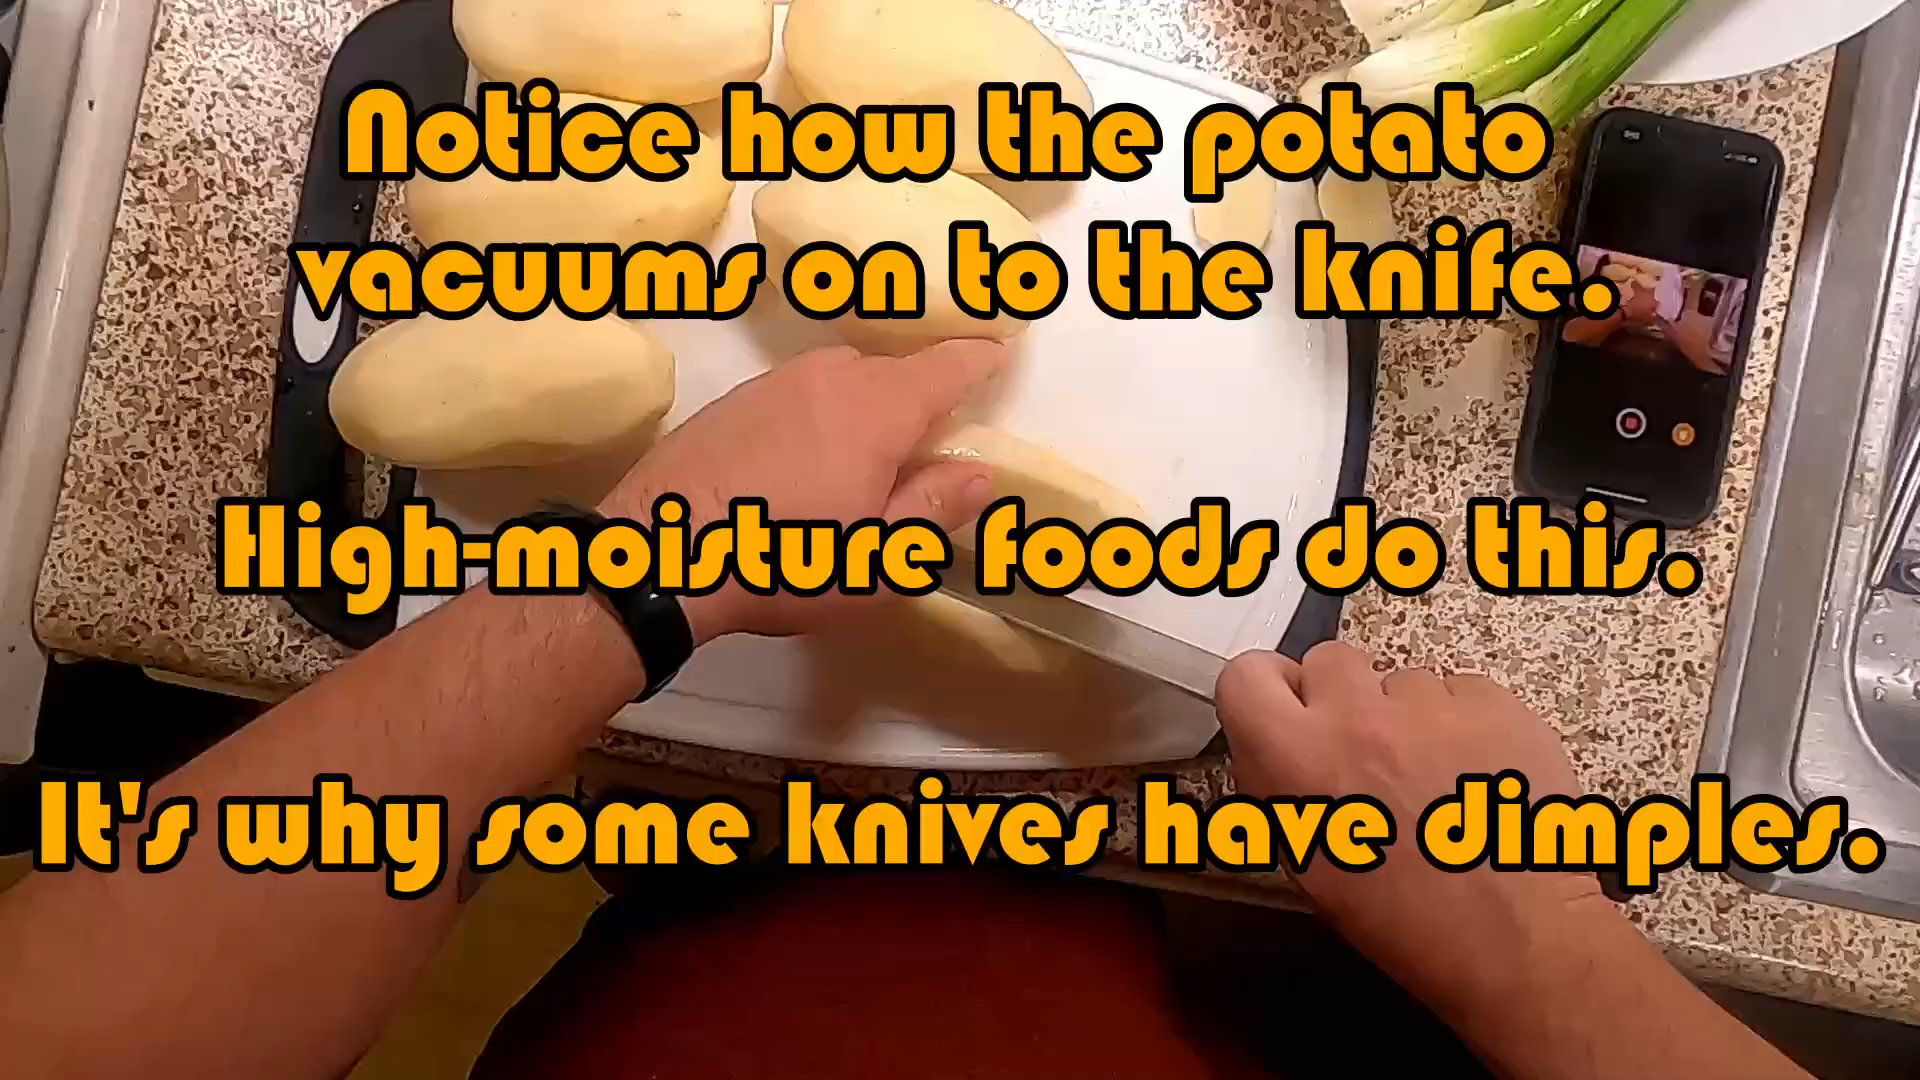 Notice how the potato
vacuums on to the knife.
High-moisture foods do this.
It's why some knives have dimples.